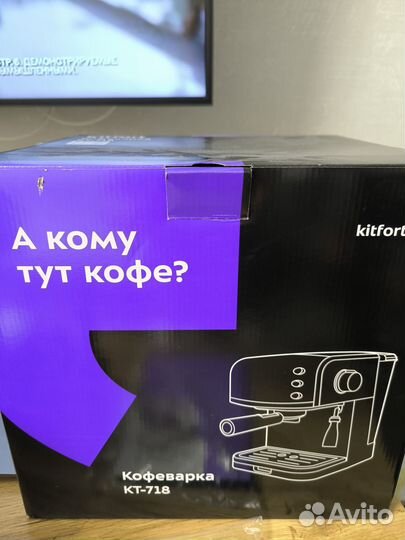 А кому
тут кофе?
kitfort
Кофеварка
КТ-718
Avito